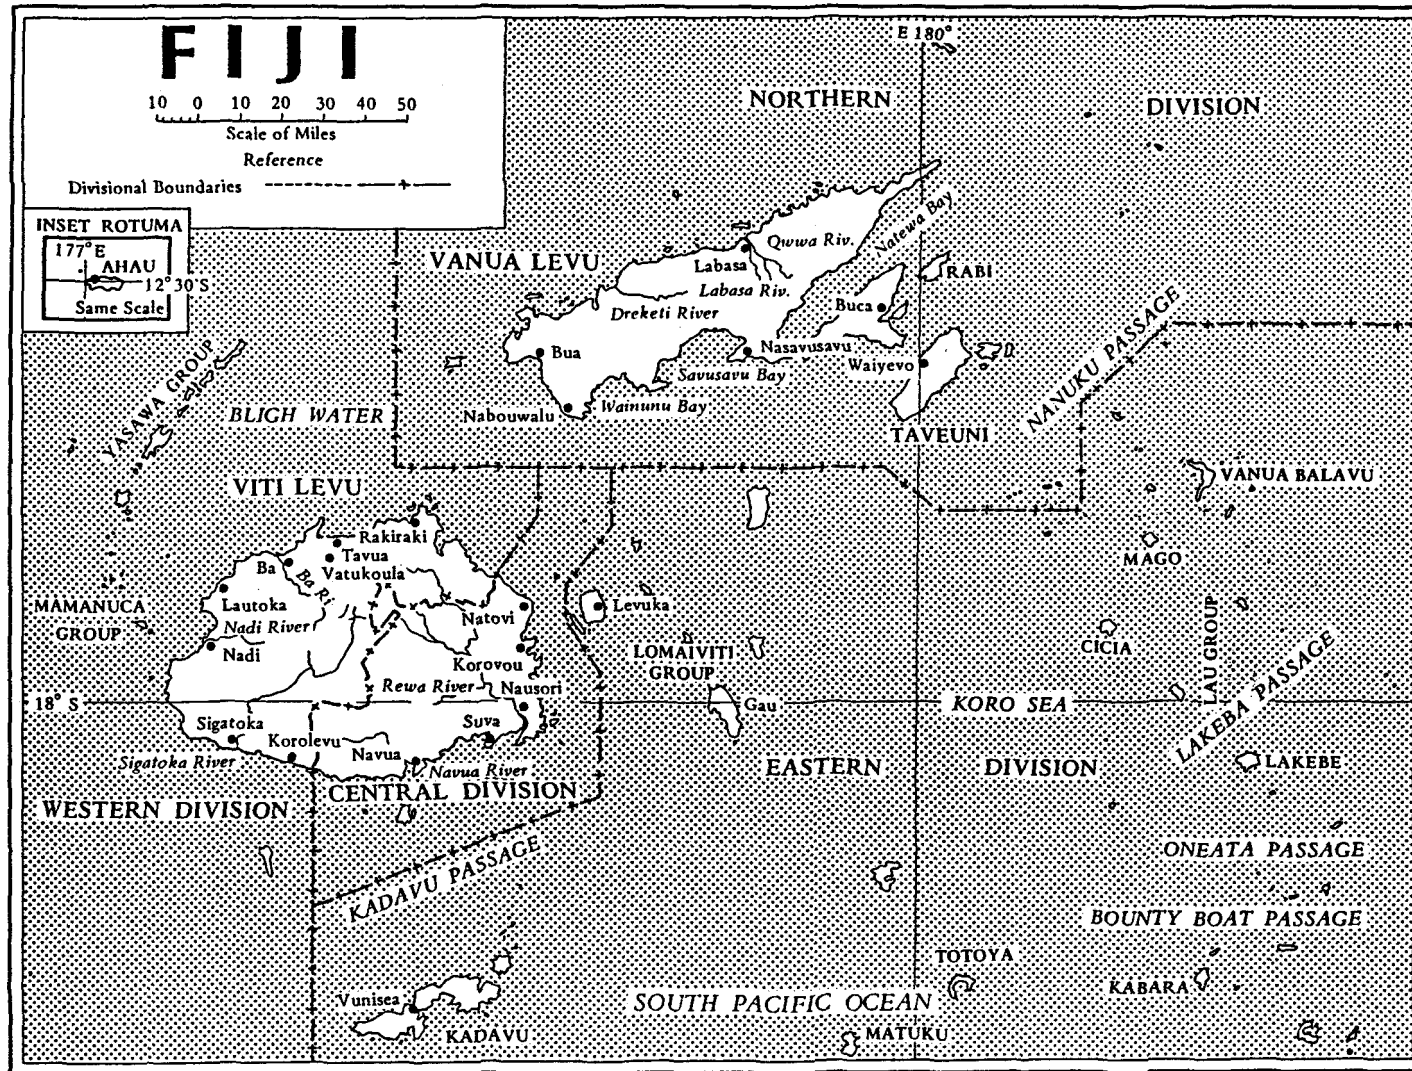 FIJI
10 0 10 20 30 40 50
Scale of Miles
Reference
Divisional Boundaries
INSET ROTUMA
177° E
AHAU
12° 30'S
Same Scale
E 180°
NORTHERN DIVISION
VANUA LEVU
Qwwa Riv.
Natewa Bay
Labasa
Labasa Riv.
RABI
Dreketi River
Buca
Bua
Nasavusavu
Waiyevo
Savusavu Bay
Nabouwalu
Wainunu Bay
TAVEUNI
NANUKU PASSAGE
YASAWA GROUP
BLIGH WATER
VITI LEVU
VANUA BALAVU
Rakiraki
Tavua
Ba
Vatukoula
Ba Ri.
MAGO
MAMANUCA
GROUP
Lautoka
Nadi River
Nadi
Natovi
Levuka
Korovou
LOMAIVITI
GROUP
CICIA
LAU GROUP
LAKEBA PASSAGE
Rewa River
Nausori
18° S
Gau
KORO SEA
Sigatoka
Suva
Korolevu
Navua
Sigatoka River
Navua River
EASTERN DIVISION
LAKEBE
WESTERN DIVISION
CENTRAL DIVISION
KADAVU PASSAGE
ONEATA PASSAGE
BOUNTY BOAT PASSAGE
TOTOYA
KABARA
Vunisea
SOUTH PACIFIC OCEAN
KADAVU
MATUKU